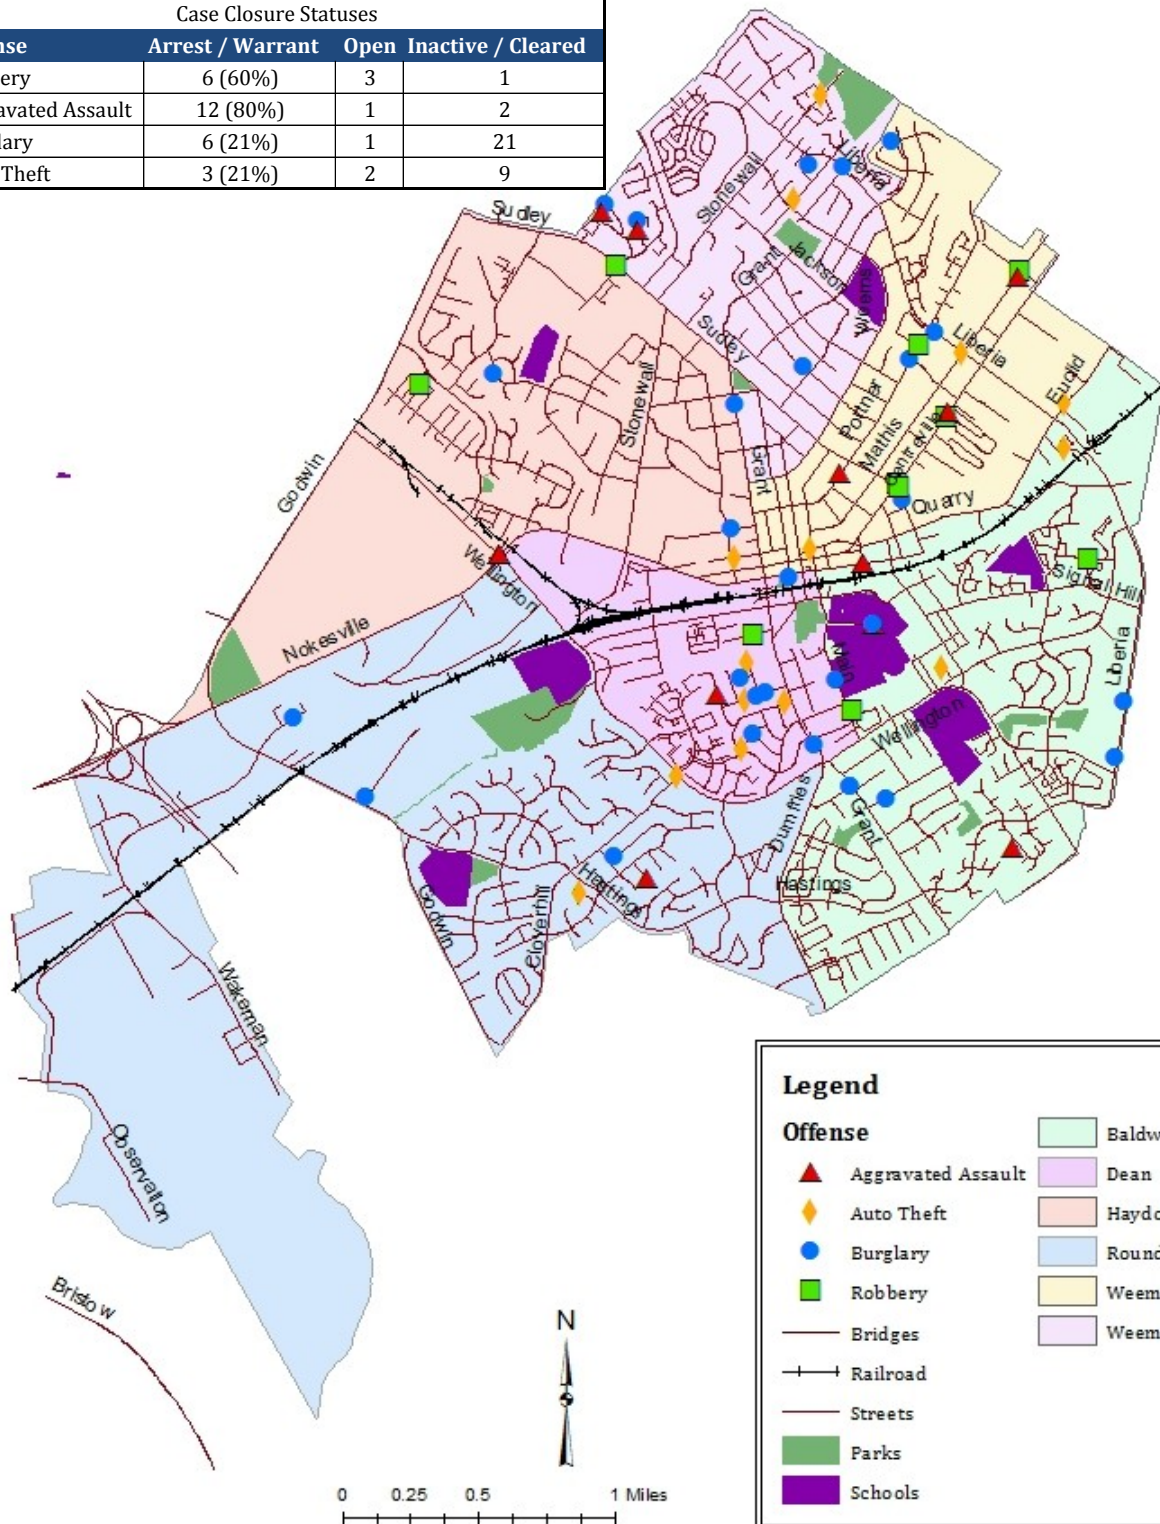 Case Closure Statuses
nse Arrest / Warrant Open Inactive / Cleared
ery 6 (60%) 3 1
avated Assault 12 (80%) 1 2
lary 6 (21%) 1 21
Theft 3 (21%) 2 9
Liberia
Stonewall
Sudley
Jackson
Grant
Weems
Sudley
Liberia
Euclid
Stonewall
Portner
Mathis
Centreville
Grant
Godwin
Quarry
Wellington
Signal Hill
Nokesville
Main
Liberia
Wellington
Dumfries
Grant
Hastings
Hastings
Godwin
Cloverhill
Wakeman
Observation
Bristow
N
0 0.25 0.5 1 Miles
Legend
Offense
Aggravated Assault
Auto Theft
Burglary
Robbery
Bridges
Railroad
Streets
Parks
Schools
Baldw
Dean
Haydo
Round
Weem
Weem